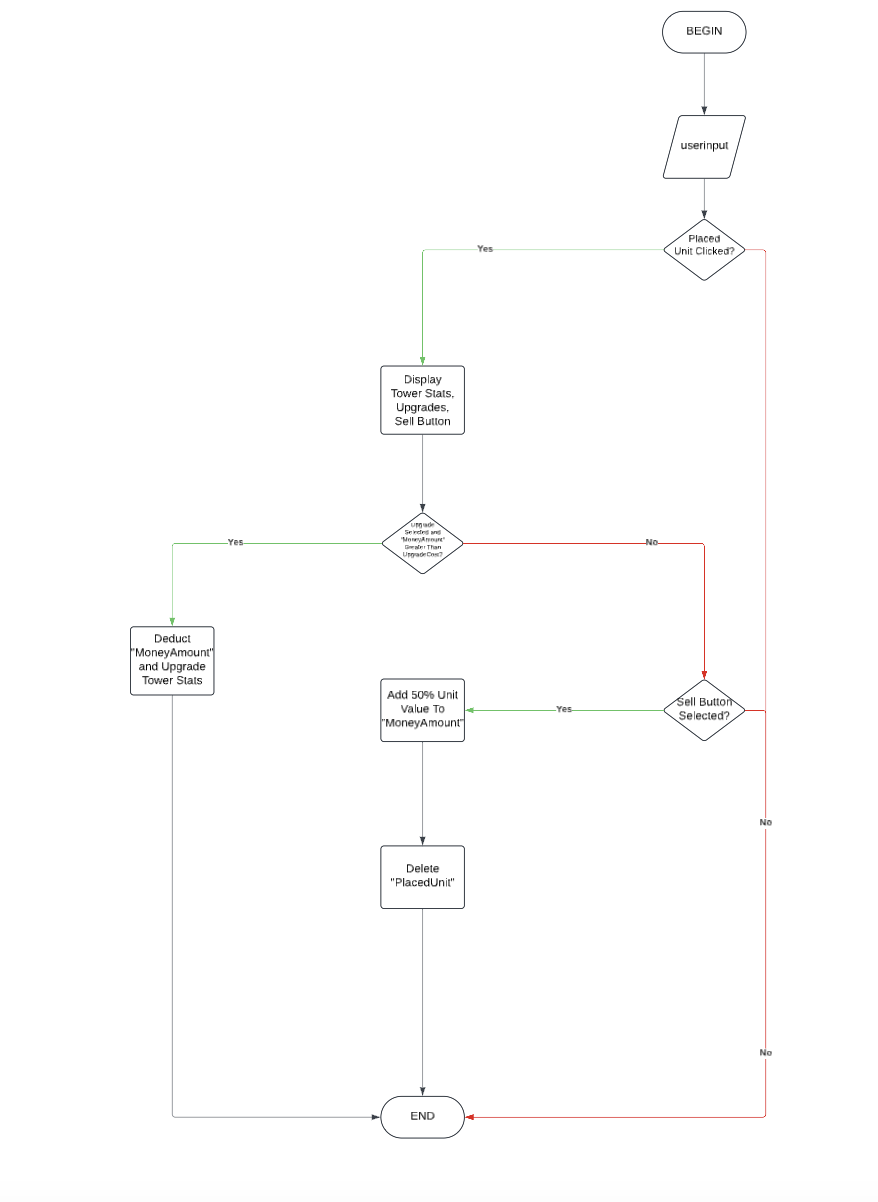 BEGIN
userinput
Placed
Unit Clicked?
Yes
Display
Tower Stats,
Upgrades,
Sell Button
Upgrade
Selected and
"MoneyAmount"
Greater Than
UpgradeCost?
Yes
No
Deduct
"MoneyAmount"
and Upgrade
Tower Stats
Add 50% Unit
Value To
"MoneyAmount"
Yes
Sell Button
Selected?
No
Delete
"PlacedUnit"
No
END